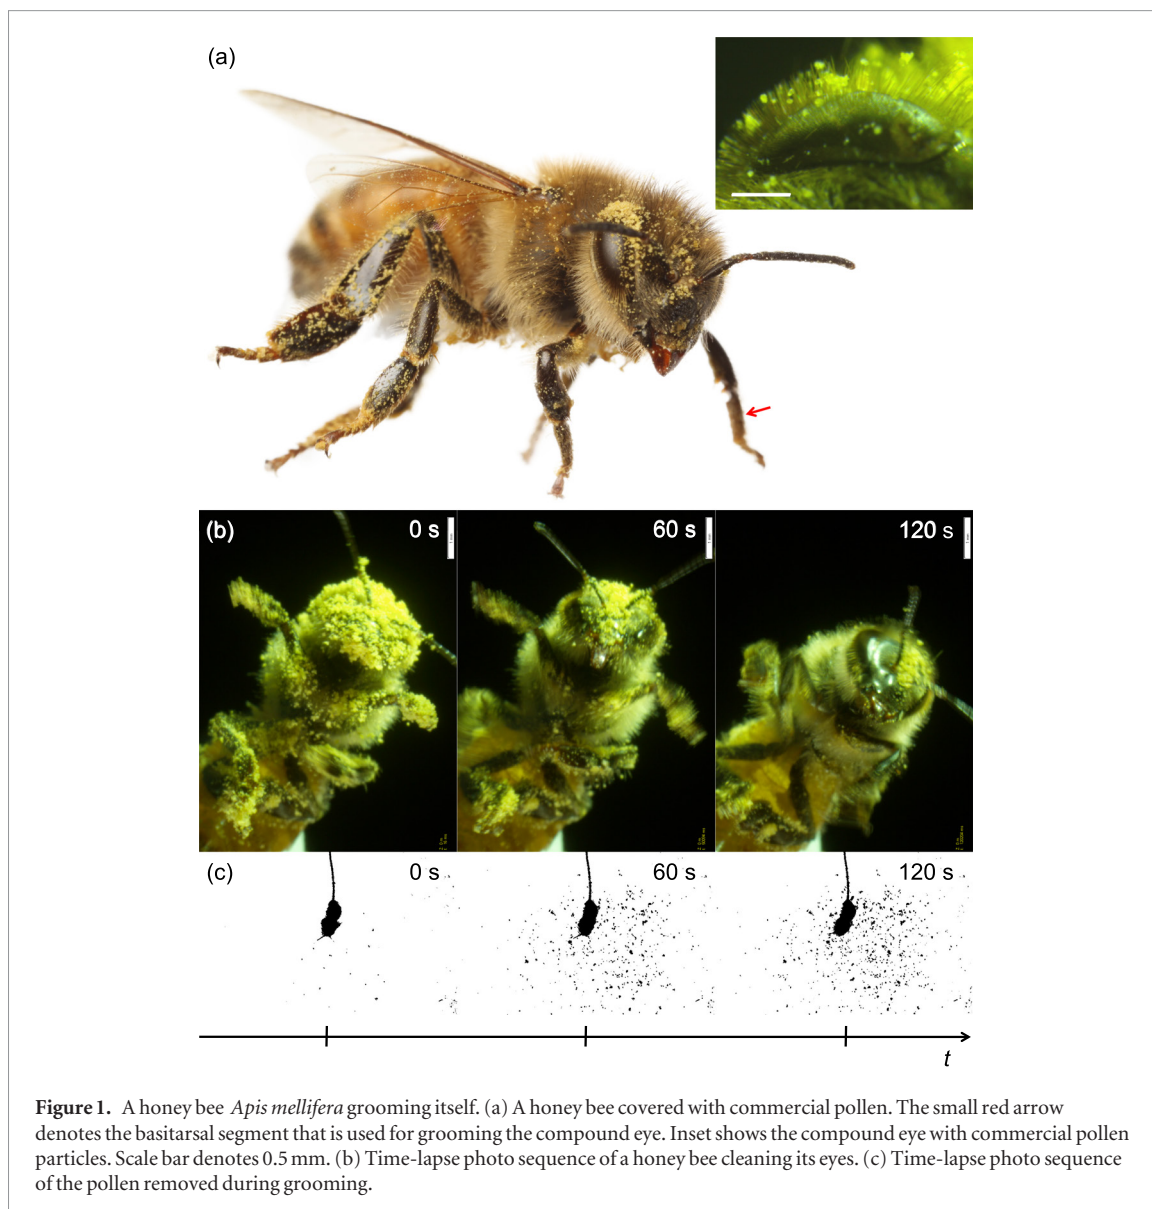 (a)
(b)
0 s
60 s
120 s
(c)
0 s
60 s
120 s
t
Figure 1. A honey bee Apis mellifera grooming itself. (a) A honey bee covered with commercial pollen. The small red arrow
denotes the basitarsal segment that is used for grooming the compound eye. Inset shows the compound eye with commercial pollen
particles. Scale bar denotes 0.5 mm. (b) Time-lapse photo sequence of a honey bee cleaning its eyes. (c) Time-lapse photo sequence
of the pollen removed during grooming.